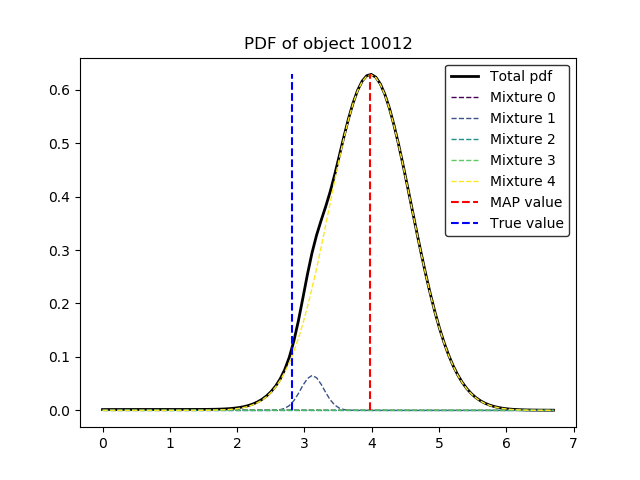 PDF of object 10012
Total pdf
Mixture 0
Mixture 1
Mixture 2
Mixture 3
Mixture 4
MAP value
True value
0.6
0.5
0.4
0.3
0.2
0.1
0.0
0 1 2 3 4 5 6 7